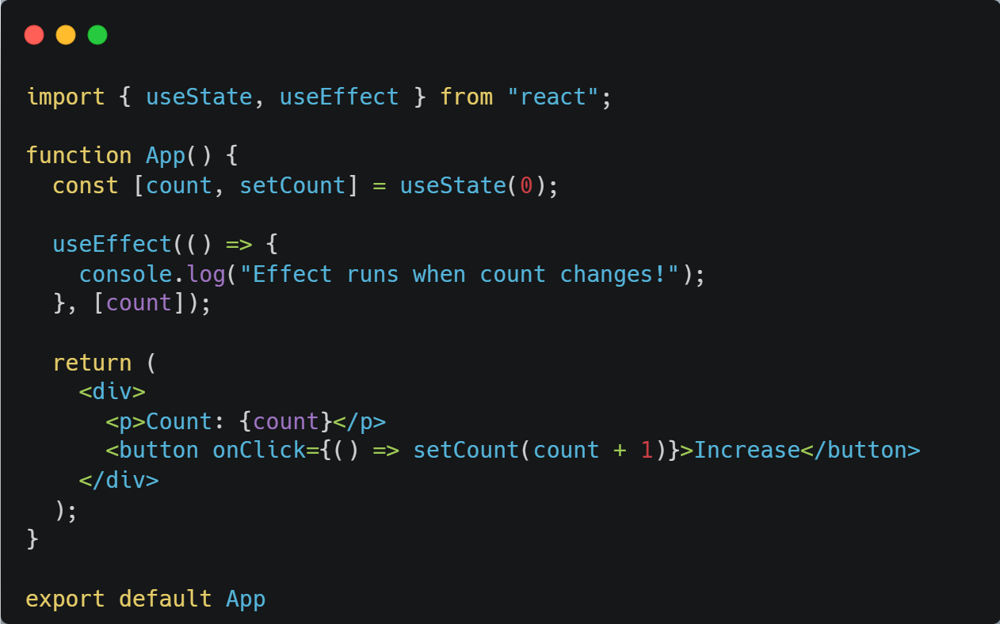 import { useState, useEffect } from "react";
function App() {
  const [count, setCount] = useState(0);
  useEffect(() => {
    console.log("Effect runs when count changes!");
  }, [count]);
  return (
    <div>
      <p>Count: {count}</p>
      <button onClick={() => setCount(count + 1)}>Increase</button>
    </div>
  );
}
export default App